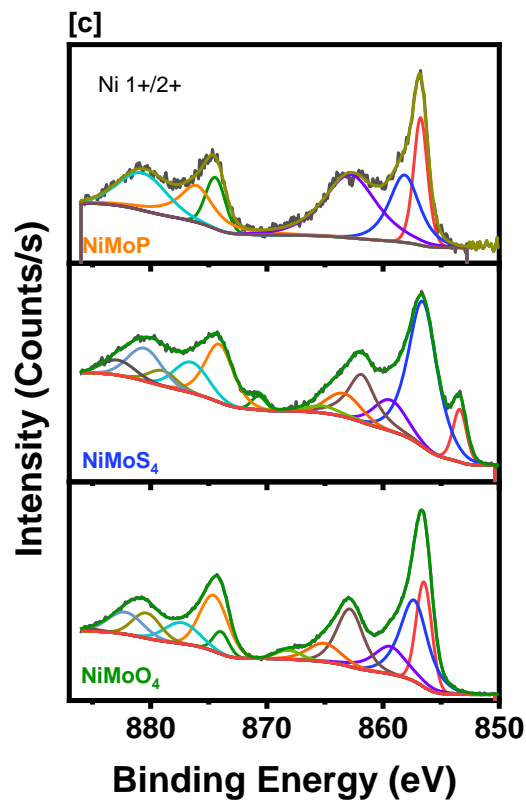 [c]
Ni 1+/2+
NiMoP
NiMoS4
NiMoO4
Intensity (Counts/s)
880 870 860 850
Binding Energy (eV)